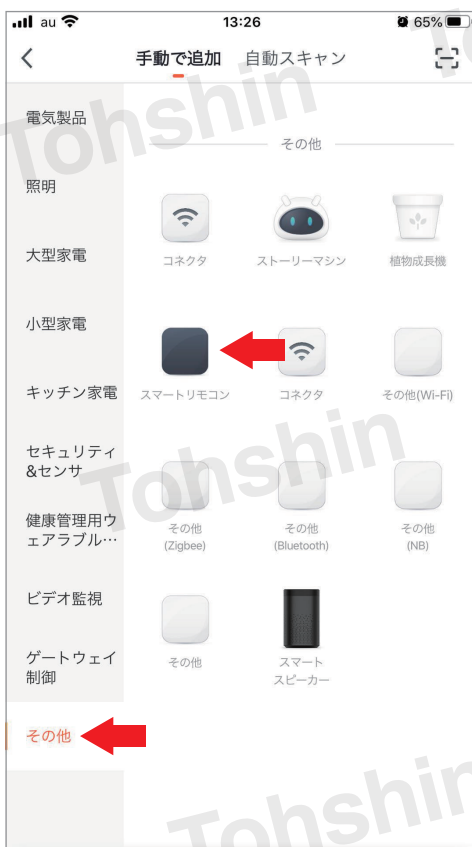 au
13:26
65%
手動で追加
自動スキャン
電気製品
照明
大型家電
小型家電
キッチン家電
セキュリティ
&センサ
健康管理用ウ
ェアラブル…
ビデオ監視
ゲートウェイ
制御
その他
その他
コネクタ
ストーリーマシン
植物成長機
スマートリモコン
コネクタ
その他(Wi-Fi)
その他
(Zigbee)
その他
(Bluetooth)
その他
(NB)
その他
スマート
スピーカー
Tohshin
Tohshin
Tohshin